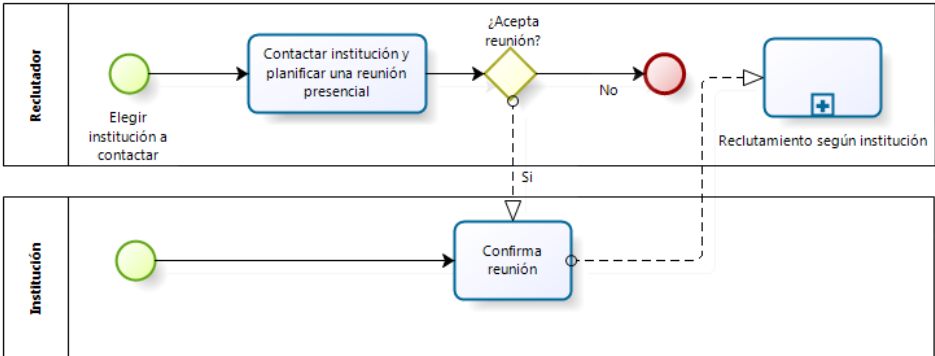 Reclutador
Elegir
institución a
contactar
Contactar institución y
planificar una reunión
presencial
¿Acepta
reunión?
No
Reclutamiento según institución
Si
Institución
Confirma
reunión